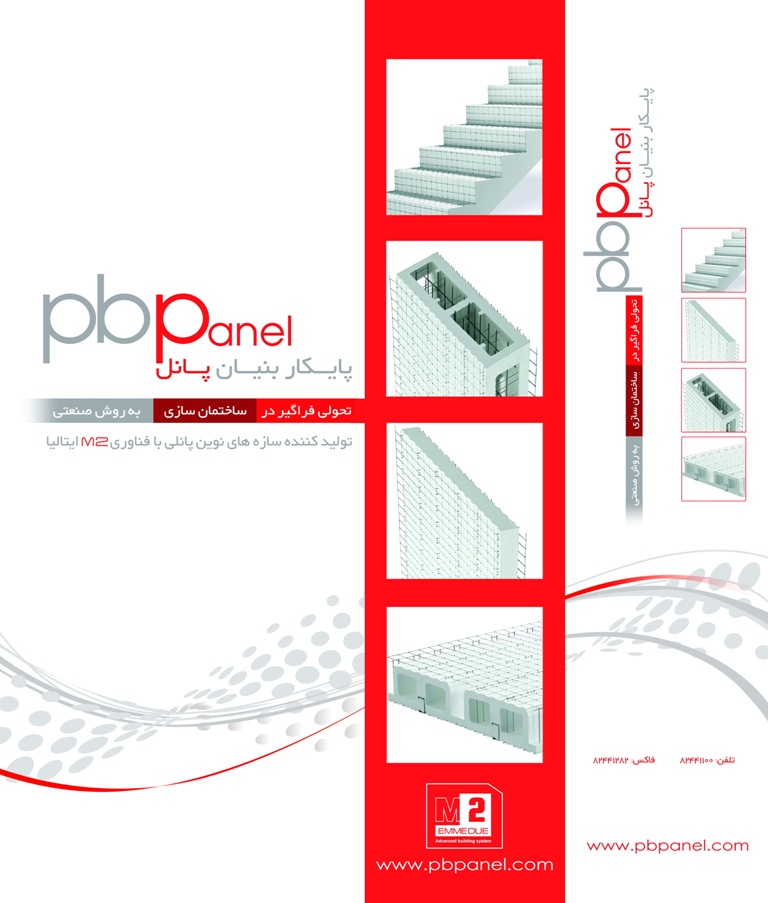 pbPanel
پایکار بنیان پانل
تحولی فراگیر در ساختمان سازی به روش صنعتی
تولید کننده سازه های نوین پانلی با فناوری M2 ایتالیا
M2
EMMEDUE
Advanced building system
www.pbpanel.com
pbPanel
پایکار بنیان پانل
تحولی فراگیر در ساختمان سازی به روش صنعتی
تلفن: ۸۲۴۴۱۱۰۰ فاکس: ۸۲۴۴۱۲۸۲
www.pbpanel.com